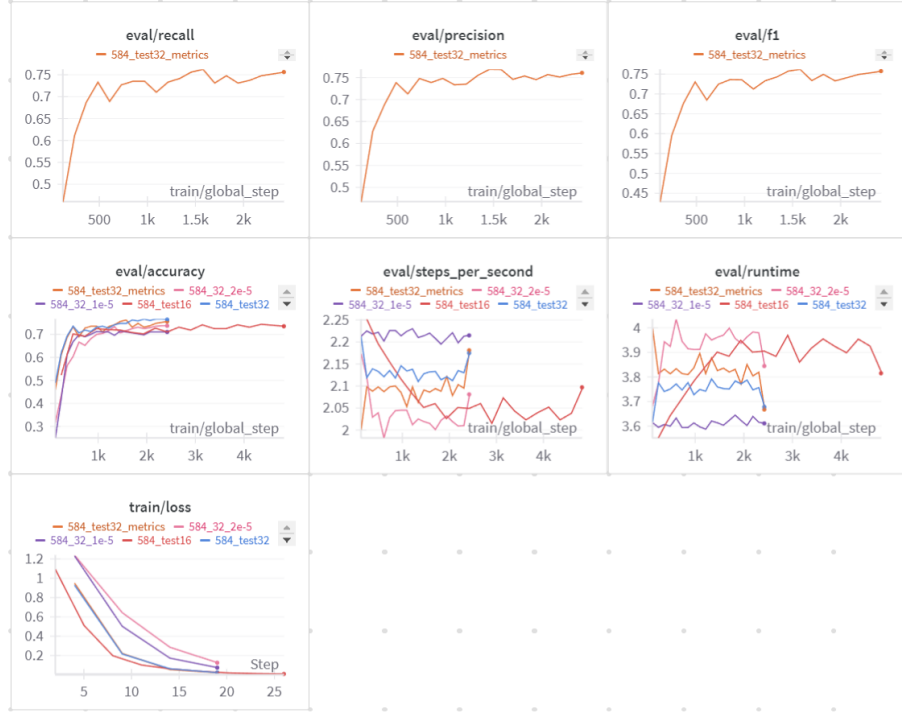 eval/recall
584_test32_metrics
0.75
0.7
0.65
0.6
0.55
0.5
train/global_step
500 1k 1.5k 2k
eval/precision
584_test32_metrics
0.75
0.7
0.65
0.6
0.55
0.5
train/global_step
500 1k 1.5k 2k
eval/f1
584_test32_metrics
0.75
0.7
0.65
0.6
0.55
0.5
0.45
train/global_step
500 1k 1.5k 2k
eval/accuracy
584_test32_metrics 584_32_2e-5
584_32_1e-5 584_test16 584_test32
0.7
0.6
0.5
0.4
0.3
train/global_step
1k 2k 3k 4k
eval/steps_per_second
584_test32_metrics 584_32_2e-5
584_32_1e-5 584_test16 584_test32
2.25
2.2
2.15
2.1
2.05
2
train/global_step
1k 2k 3k 4k
eval/runtime
584_test32_metrics 584_32_2e-5
584_32_1e-5 584_test16 584_test32
4
3.9
3.8
3.7
3.6
train/global_step
1k 2k 3k 4k
train/loss
584_test32_metrics 584_32_2e-5
584_32_1e-5 584_test16 584_test32
1.2
1
0.8
0.6
0.4
0.2
Step
5 10 15 20 25